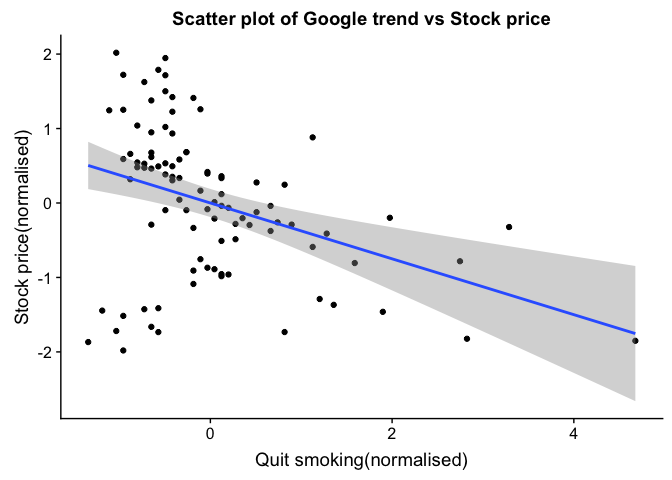 Scatter plot of Google trend vs Stock price
2
1
0
-1
-2
Stock price(normalised)
0 2 4
Quit smoking(normalised)